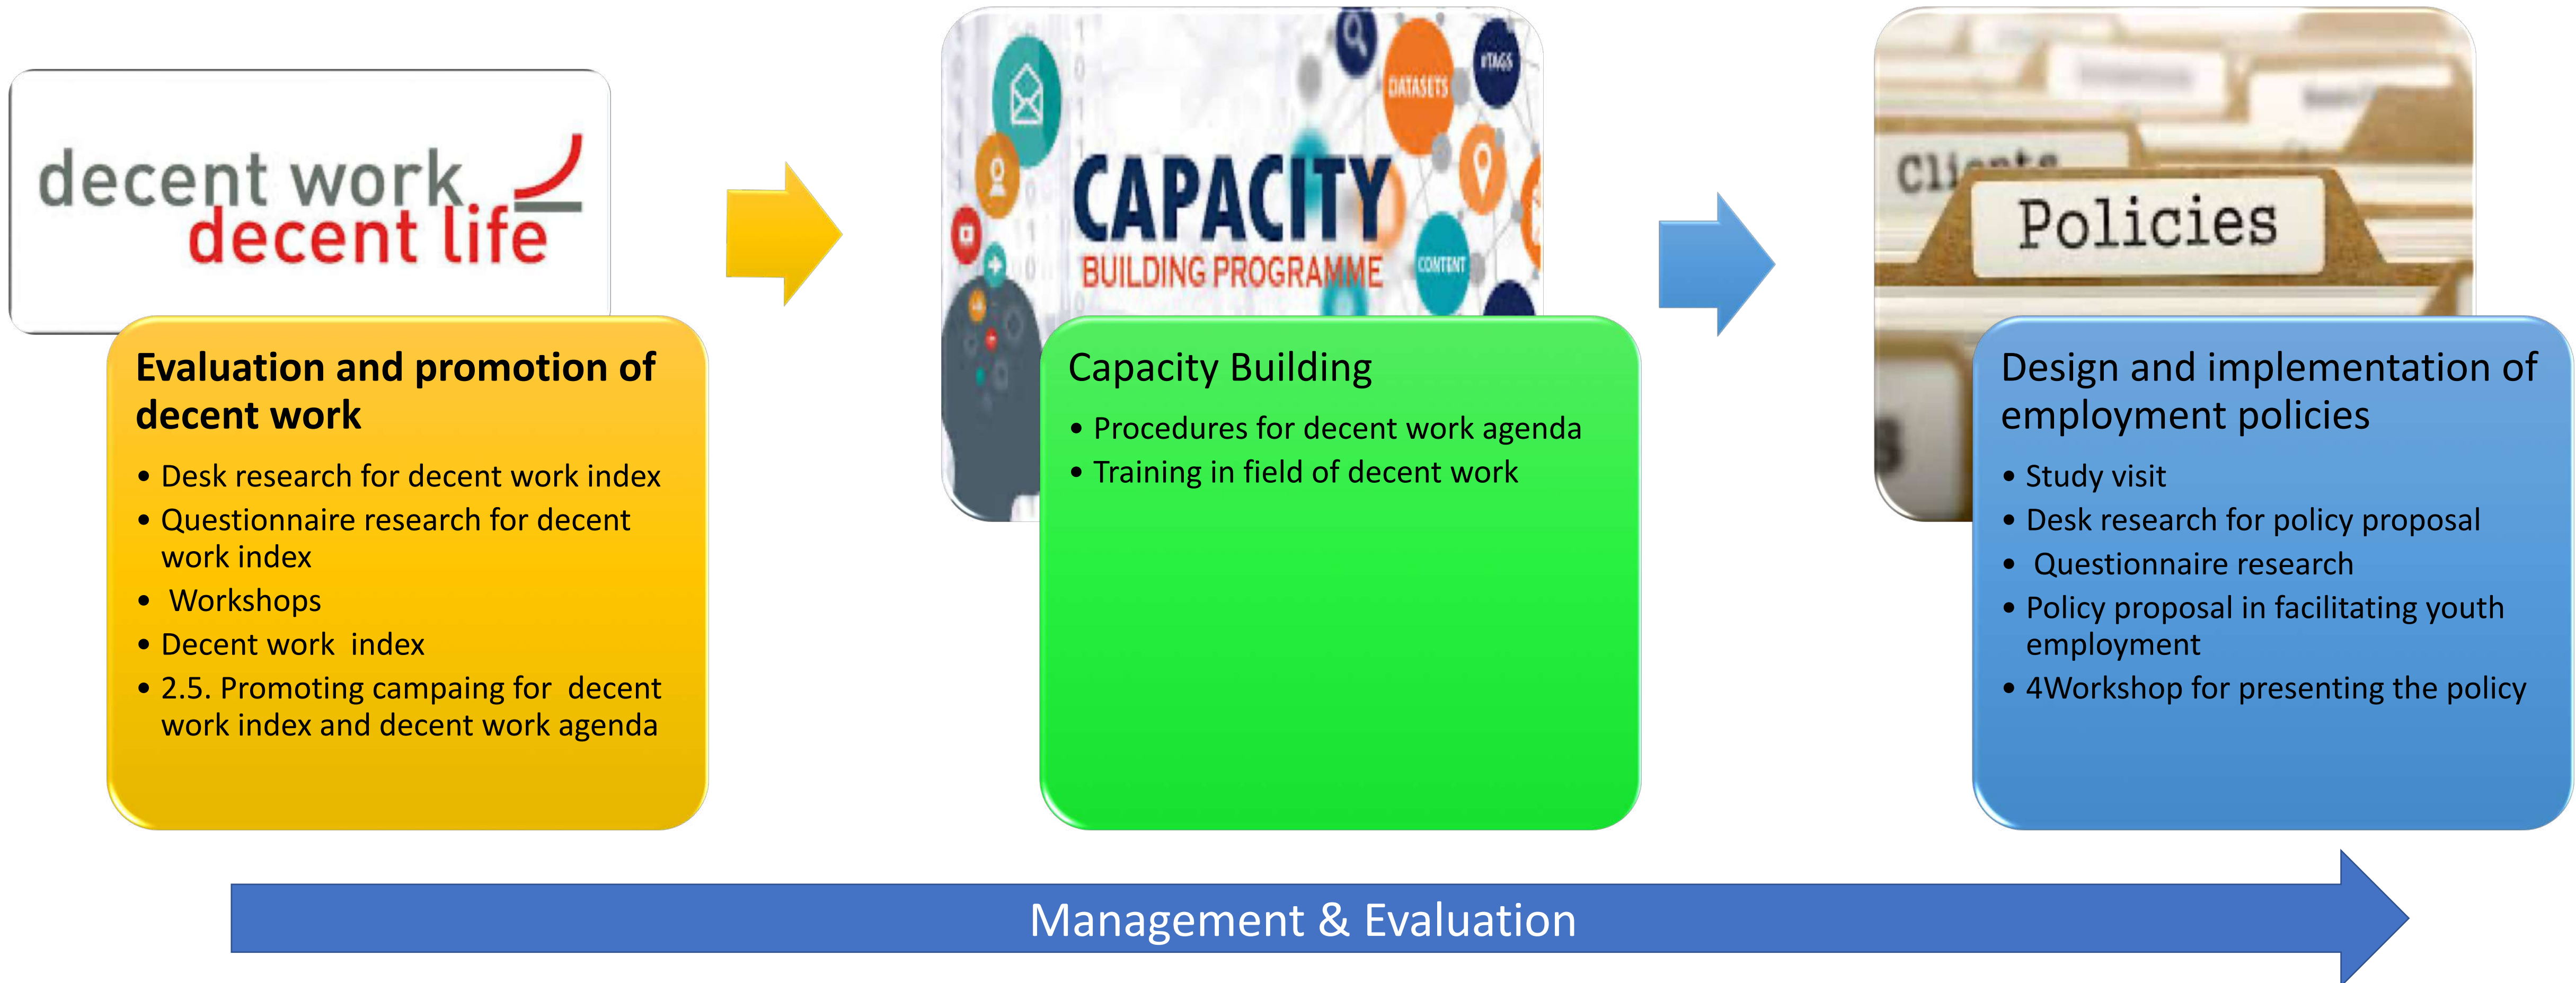 decent work
decent life
Evaluation and promotion of
decent work
• Desk research for decent work index
• Questionnaire research for decent
work index
• Workshops
• Decent work index
• 2.5. Promoting campaing for decent
work index and decent work agenda
#TAGS
DATASETS
CAPACITY
BUILDING PROGRAMME
CONTENT
Capacity Building
• Procedures for decent work agenda
• Training in field of decent work
Clients
Policies
Design and implementation of
employment policies
• Study visit
• Desk research for policy proposal
• Questionnaire research
• Policy proposal in facilitating youth
employment
• 4Workshop for presenting the policy
Management & Evaluation